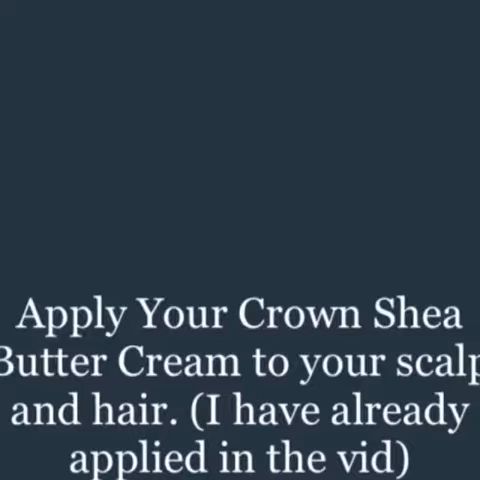 Apply Your Crown Shea
Butter Cream to your scalp
and hair. (I have already
applied in the vid)